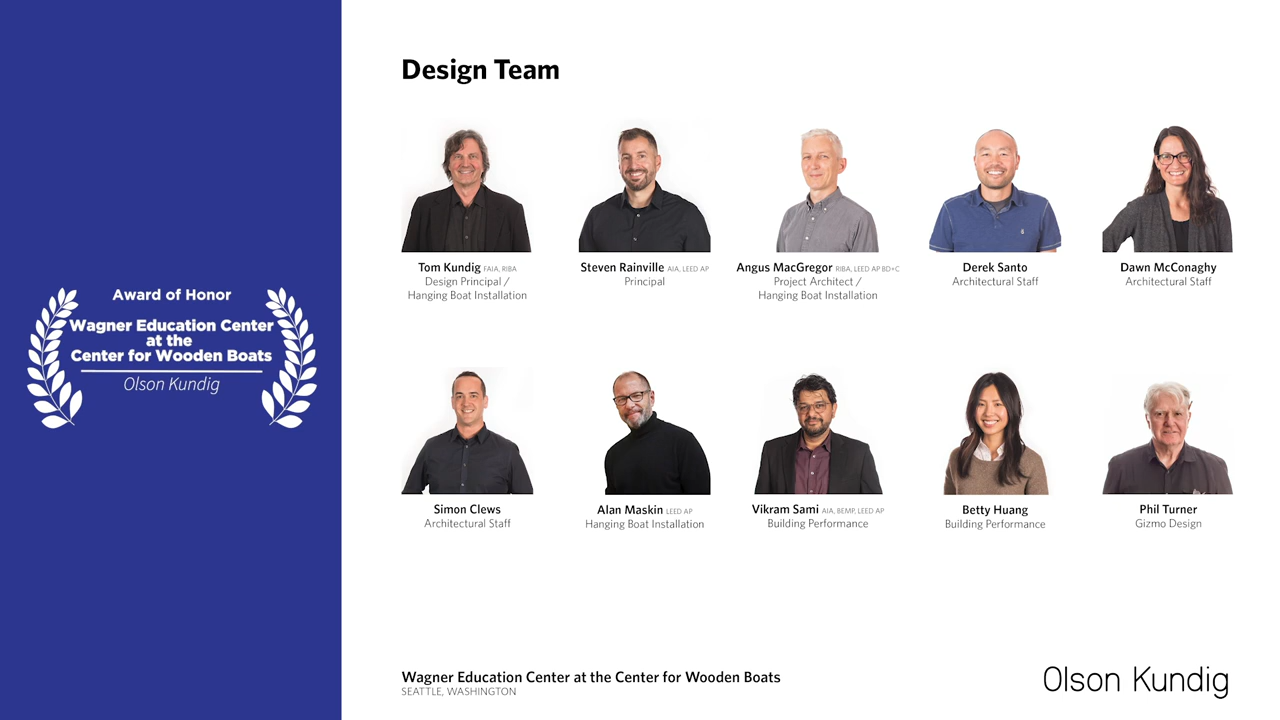 Award of Honor
Wagner Education Center
at the
Center for Wooden Boats
Olson Kundig
Design Team
Tom Kundig FAIA, RIBA
Design Principal /
Hanging Boat Installation
Steven Rainville AIA, LEED AP
Principal
Angus MacGregor RIBA, LEED AP BD+C
Project Architect /
Hanging Boat Installation
Derek Santo
Architectural Staff
Dawn McConaghy
Architectural Staff
Simon Clews
Architectural Staff
Alan Maskin LEED AP
Hanging Boat Installation
Vikram Sami AIA, BEMP, LEED AP
Building Performance
Betty Huang
Building Performance
Phil Turner
Gizmo Design
Wagner Education Center at the Center for Wooden Boats
SEATTLE, WASHINGTON
Olson Kundig